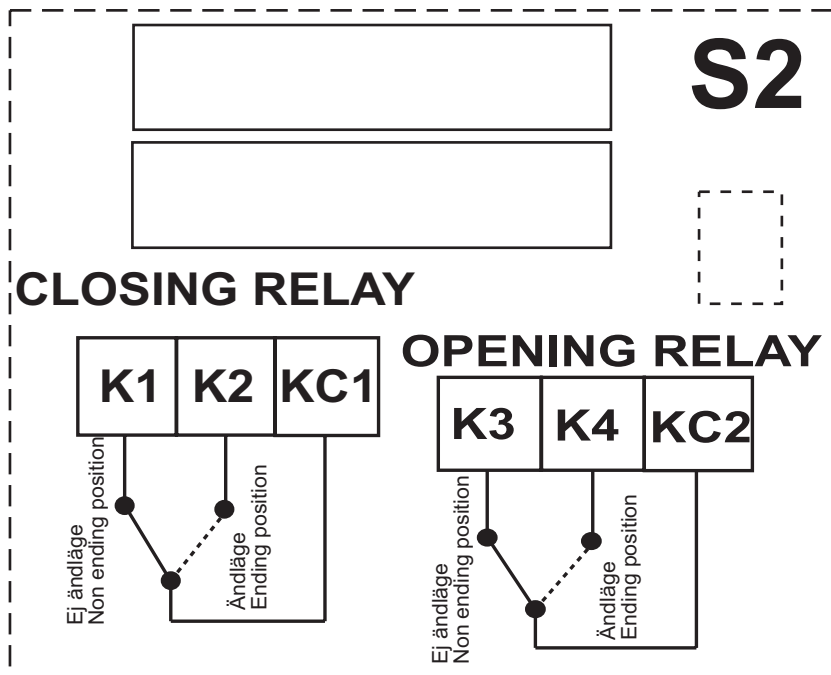 S2
CLOSING RELAY
K1 K2 KC1
Ej ändläge
Non ending position
Ändläge
Ending position
OPENING RELAY
K3 K4 KC2
Ej ändläge
Non ending position
Ändläge
Ending position